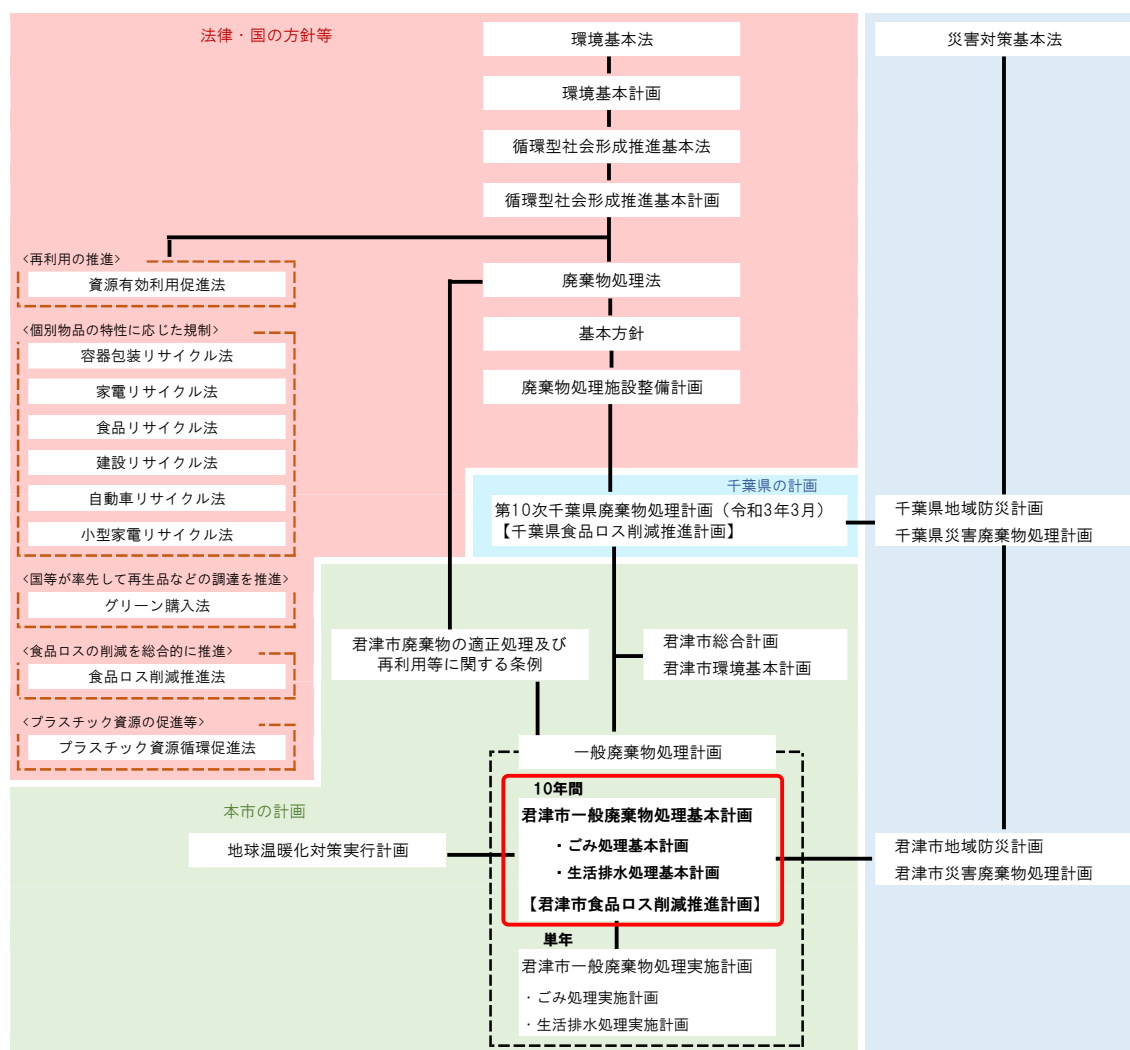 法律・国の方針等
環境基本法
災害対策基本法
環境基本計画
循環型社会形成推進基本法
循環型社会形成推進基本計画
<再利用の推進>
資源有効利用促進法
廃棄物処理法
<個別物品の特性に応じた規制>
容器包装リサイクル法
家電リサイクル法
食品リサイクル法
建設リサイクル法
自動車リサイクル法
小型家電リサイクル法
基本方針
廃棄物処理施設整備計画
千葉県の計画
第10次千葉県廃棄物処理計画（令和3年3月）
【千葉県食品ロス削減推進計画】
千葉県地域防災計画
千葉県災害廃棄物処理計画
<国等が率先して再生品などの調達を推進>
グリーン購入法
<食品ロスの削減を総合的に推進>
食品ロス削減推進法
<プラスチック資源の促進等>
プラスチック資源循環促進法
君津市廃棄物の適正処理及び
再利用等に関する条例
君津市総合計画
君津市環境基本計画
一般廃棄物処理計画
本市の計画
10年間
君津市一般廃棄物処理基本計画
・ごみ処理基本計画
・生活排水処理基本計画
【君津市食品ロス削減推進計画】
地球温暖化対策実行計画
君津市地域防災計画
君津市災害廃棄物処理計画
単年
君津市一般廃棄物処理実施計画
・ごみ処理実施計画
・生活排水処理実施計画